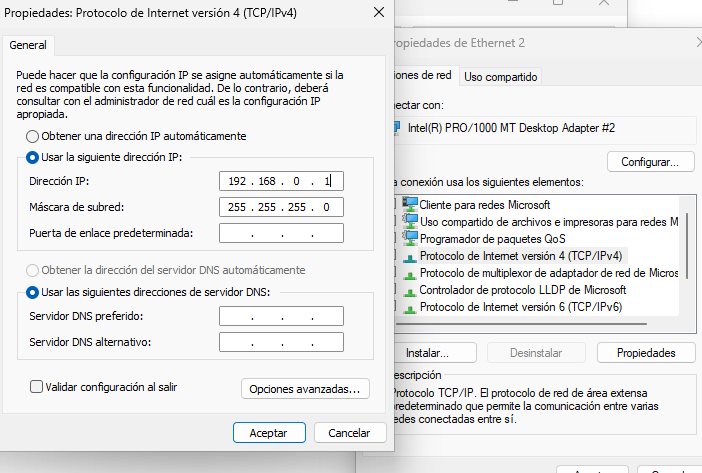 Propiedades: Protocolo de Internet versión 4 (TCP/IPv4)
General
Puede hacer que la configuración IP se asigne automáticamente si la
red es compatible con esta funcionalidad. De lo contrario, deberá
consultar con el administrador de red cuál es la configuración IP
apropiada.
Obtener una dirección IP automáticamente
Usar la siguiente dirección IP:
Dirección IP:
192 . 168 . 0 . 1
Máscara de subred:
255 . 255 . 255 . 0
Puerta de enlace predeterminada:
. . .
Obtener la dirección del servidor DNS automáticamente
Usar las siguientes direcciones de servidor DNS:
Servidor DNS preferido:
. . .
Servidor DNS alternativo:
. . .
Validar configuración al salir
Opciones avanzadas...
Aceptar
Cancelar
ropiedades de Ethernet 2
iones de red
Uso compartido
ectar con:
Intel(R) PRO/1000 MT Desktop Adapter #2
Configurar...
a conexión usa los siguientes elementos:
Cliente para redes Microsoft
Uso compartido de archivos e impresoras para redes M
Programador de paquetes QoS
Protocolo de Internet versión 4 (TCP/IPv4)
Protocolo de multiplexor de adaptador de red de Micros
Controlador de protocolo LLDP de Microsoft
Protocolo de Internet versión 6 (TCP/IPv6)
Instalar...
Desinstalar
Propiedades
escripción
rotocolo TCP/IP. El protocolo de red de área extensa
redeterminado que permite la comunicación entre varias
edes conectadas entre sí.